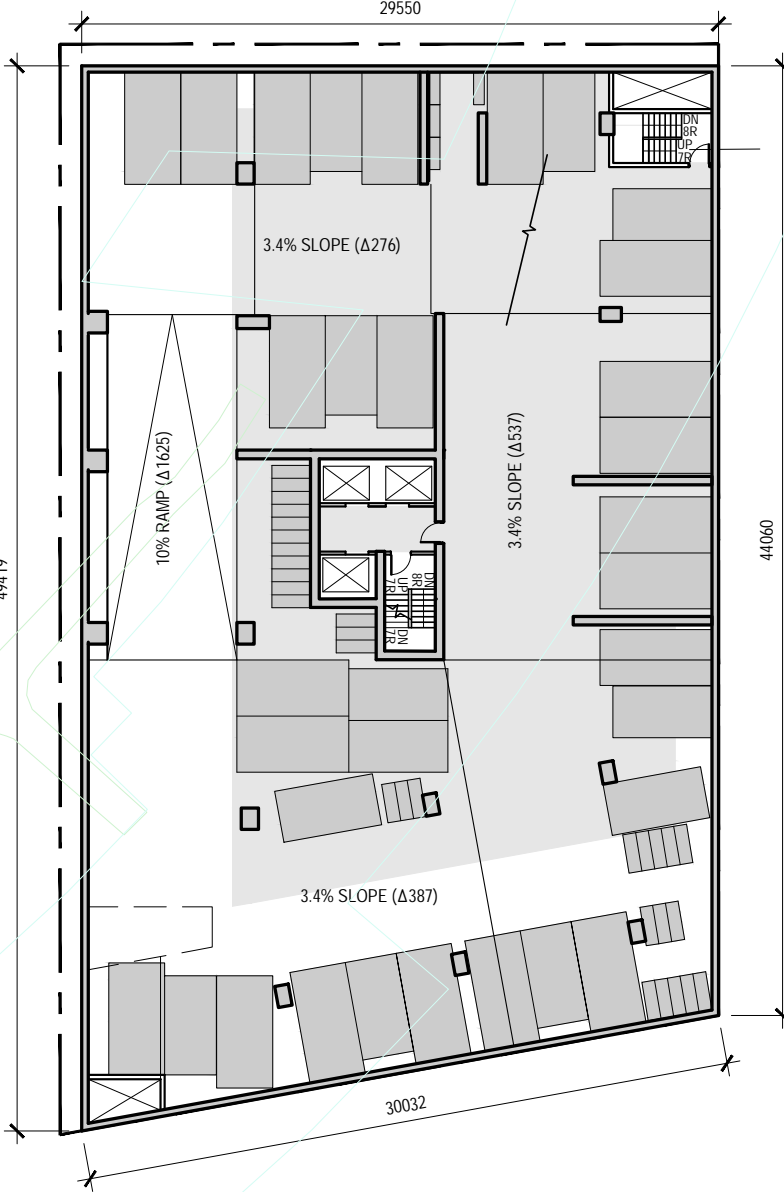 29550
DN
8R
UP
7R
3.4% SLOPE (Δ276)
10% RAMP (Δ1625)
3.4% SLOPE (Δ537)
49419
44060
DN
8R
UP
7R
DN
7R
3.4% SLOPE (Δ387)
30032